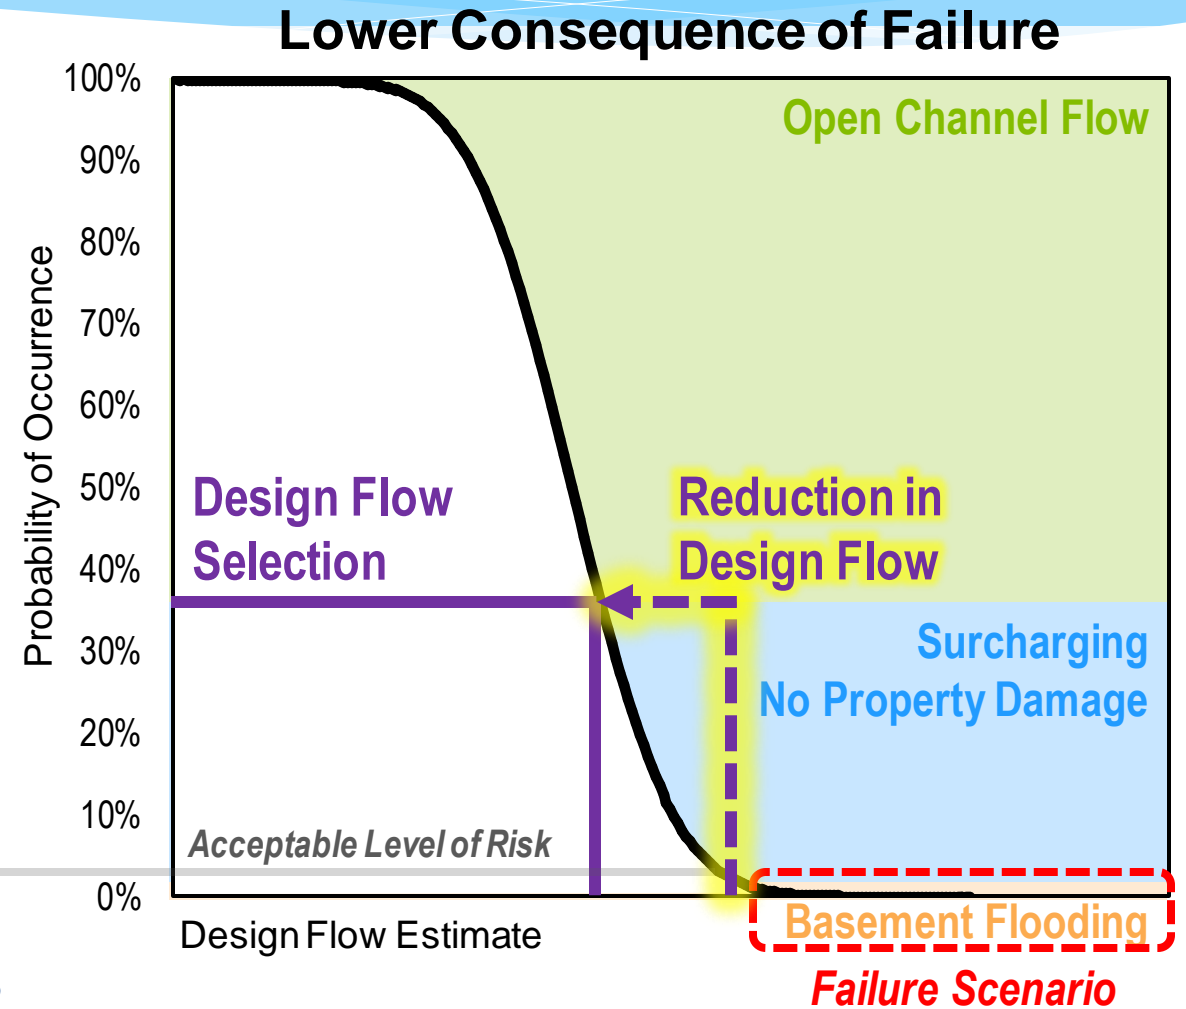 Lower Consequence of Failure
100%
90%
80%
70%
60%
50%
40%
30%
20%
10%
0%
Probability of Occurrence
Open Channel Flow
Design Flow
Selection
Reduction in
Design Flow
Surcharging
No Property Damage
Acceptable Level of Risk
Design Flow Estimate
Basement Flooding
Failure Scenario